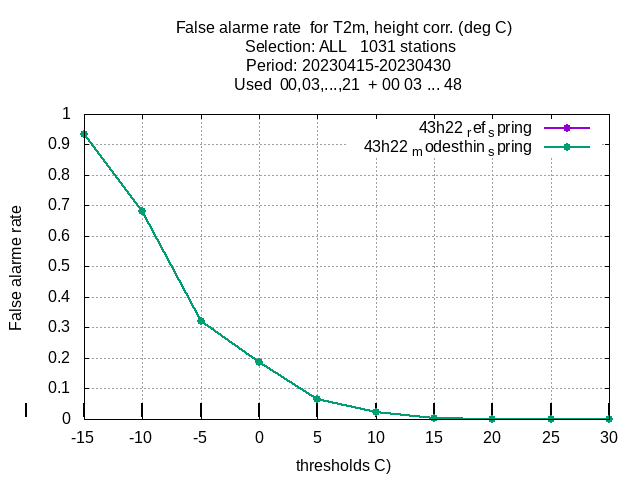 False alarme rate  for T2m, height corr. (deg C)
Selection: ALL   1031 stations
Period: 20230415-20230430
Used  00,03,...,21  + 00 03 ... 48
43h22 ref spring
43h22 modesthin spring
1
0.9
0.8
0.7
0.6
0.5
0.4
0.3
0.2
0.1
0
False alarme rate
-15 -10 -5 0 5 10 15 20 25 30
thresholds C)